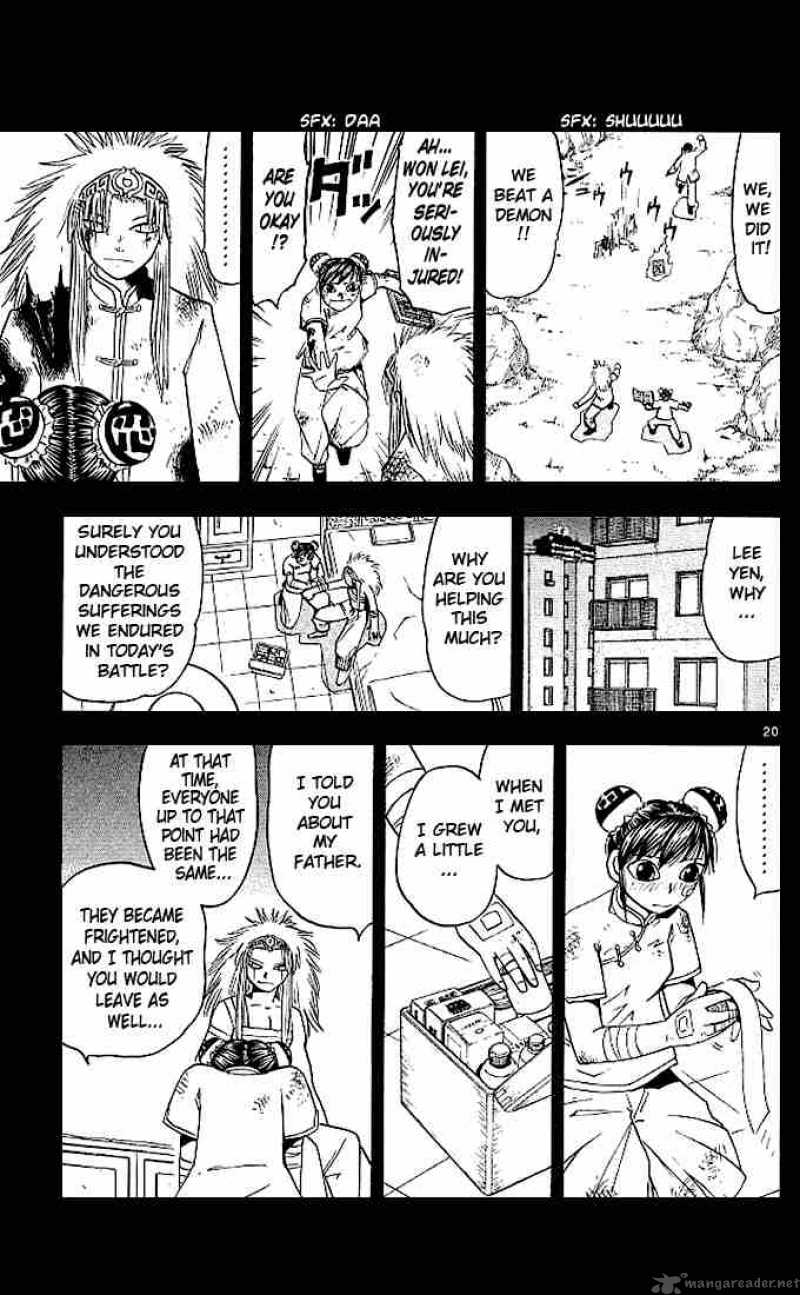 SFX: SHUUUUU
SFX: DAA
WE,
WE DID
IT!
WE
BEAT A
DEMON
!!
AH...
WON LEI,
YOU'RE
SERI-
OUSLY
IN-
JURED!
ダッ
ARE
YOU
OKAY
!?
........
LEE
YEN,
WHY
...
WHY
ARE YOU
HELPING
THIS
MUCH?
SURELY YOU
UNDERSTOOD
THE
DANGEROUS
SUFFERINGS
WE ENDURED
IN TODAY'S
BATTLE?
20
........
WHEN
I MET
YOU,
I GREW
A LITTLE
...
I TOLD
YOU
ABOUT
MY
FATHER.
AT THAT
TIME,
EVERYONE
UP TO THAT
POINT HAD
BEEN THE
SAME...
THEY BECAME
FRIGHTENED,
AND I THOUGHT
YOU WOULD
LEAVE AS
WELL...
mangareader.net